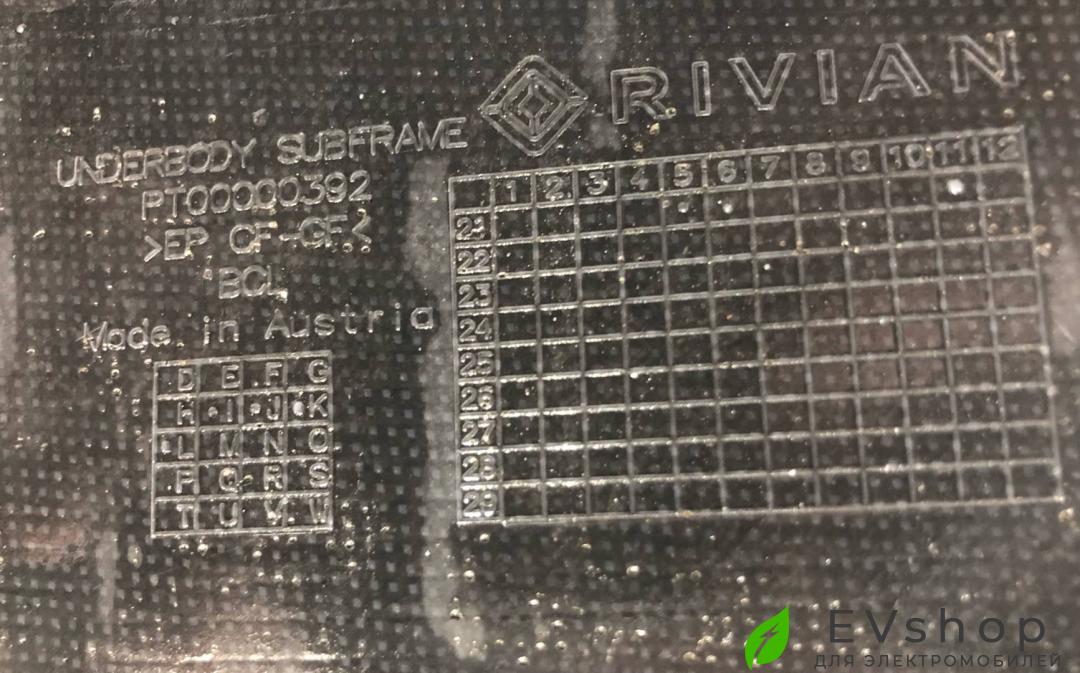 RIVIAN
UNDERBODY SUBFRAME
PT00000392
>EP CF-GF<
BCL
Made in Austria
1 2 3 4 5 6 7 8 9 10 11 12
21
22
23
24
25
26
27
28
29
D E F G
H I J K
L M N O
P Q R S
T U V W
EVshop
ДЛЯ ЭЛЕКТРОМОБИЛЕЙ